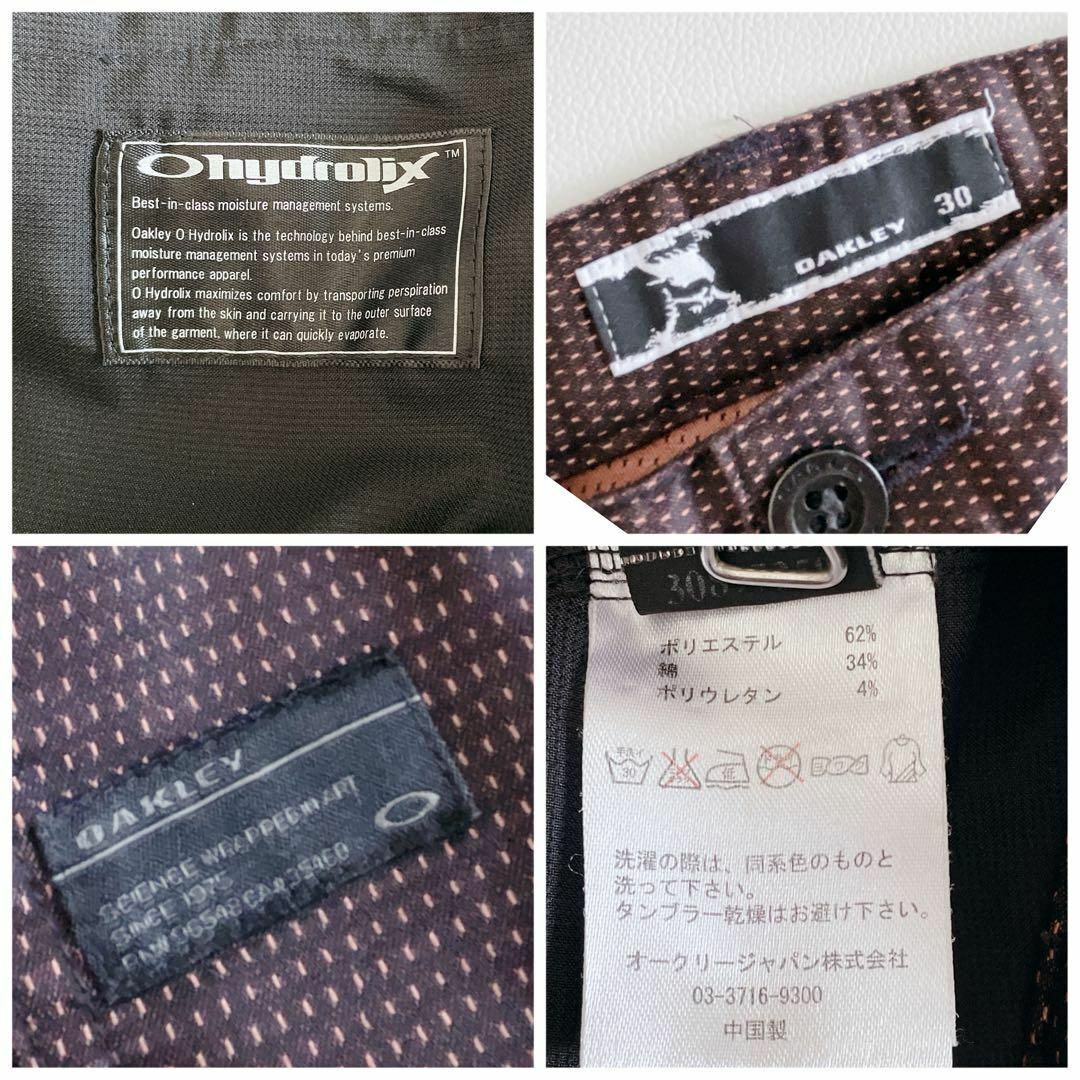 Ohydrolix™
Best-in-class moisture management systems.
Oakley O Hydrolix is the technology behind best-in-class
moisture management systems in today's premium
performance apparel.
O Hydrolix maximizes comfort by transporting perspiration
away from the skin and carrying it to the outer surface
of the garment, where it can quickly evaporate.
OAKLEY 30
OAKLEY
SCIENCE WRAPPED IN ART
SINCE 1975
30
ポリエステル 62%
綿 34%
ポリウレタン 4%
手洗イ
30
低
洗濯の際は、同系色のものと
洗って下さい。
タンブラー乾燥はお避け下さい。
オークリージャパン株式会社
03-3716-9300
中国製